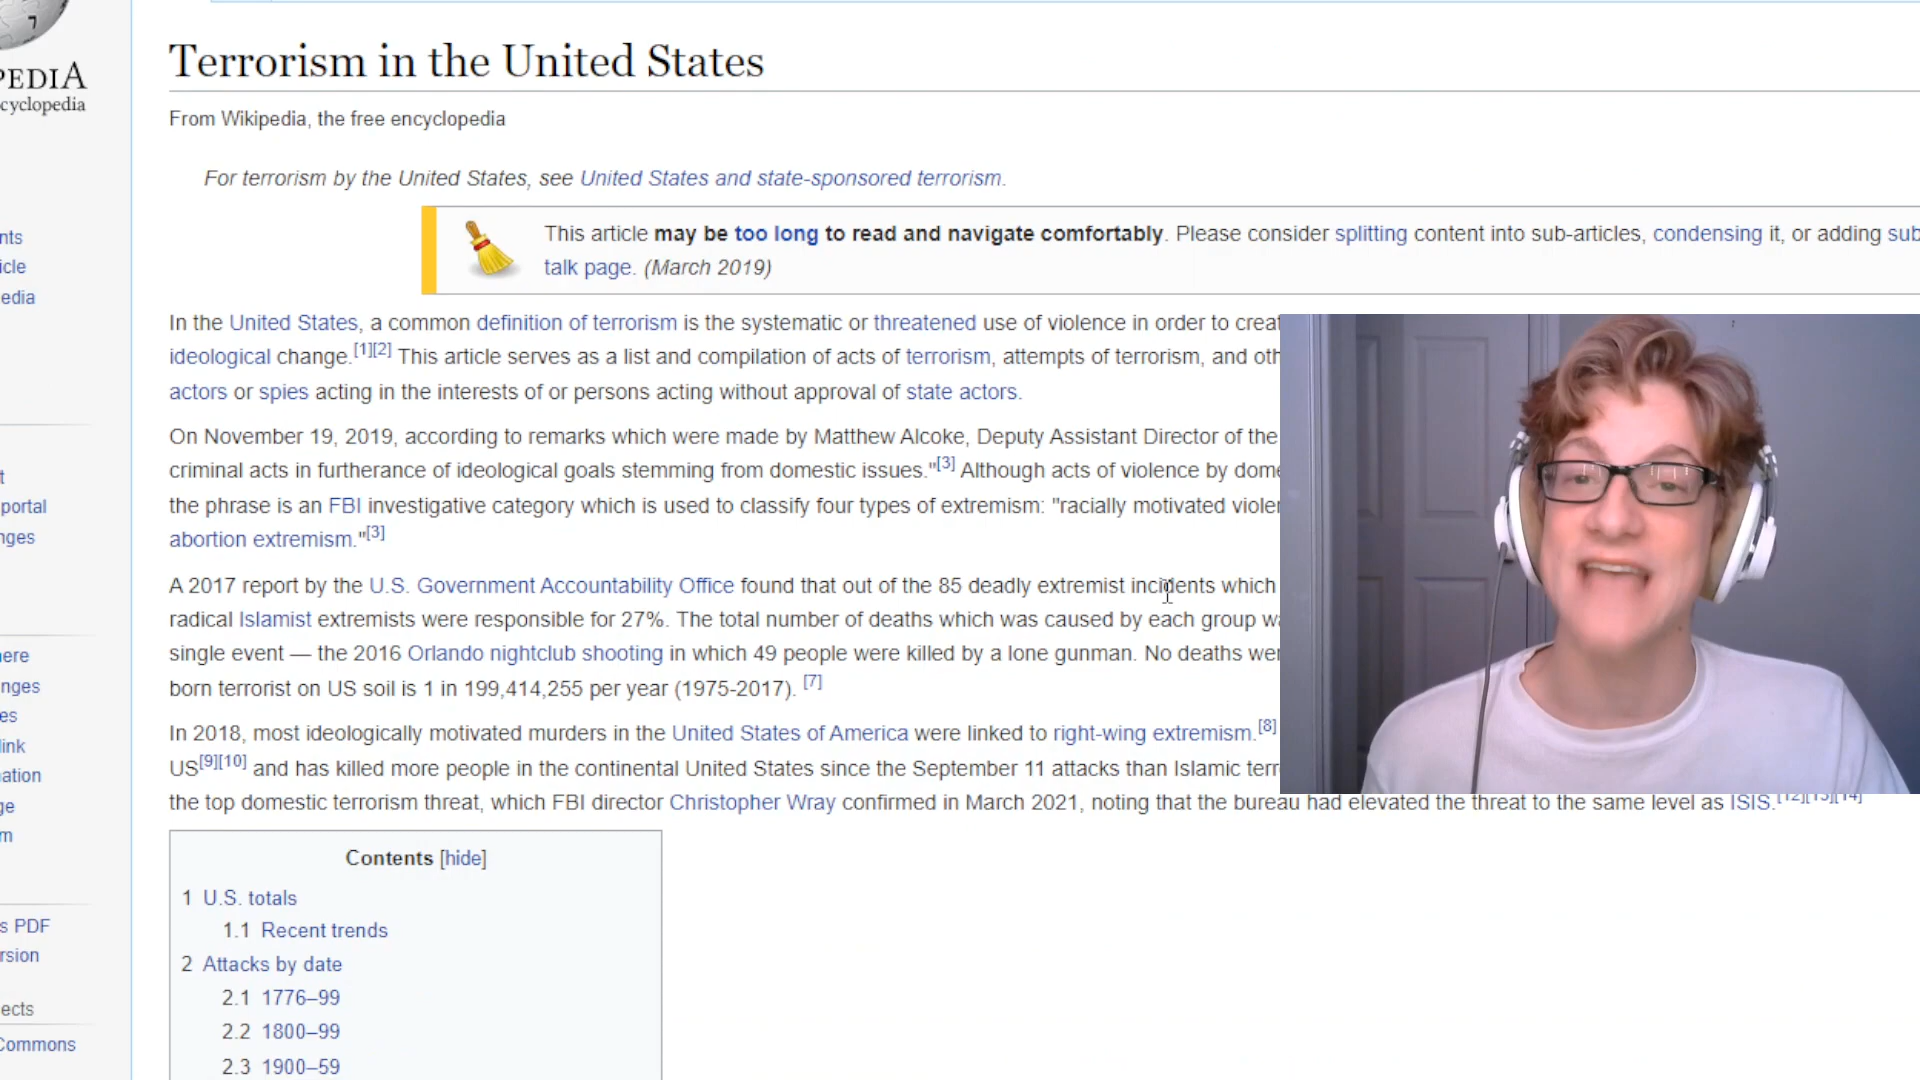 PEDIA
cyclopedia
nts
icle
edia
t
portal
nges
ere
nges
es
link
ation
ge
m
s PDF
rsion
ects
Commons
Terrorism in the United States
From Wikipedia, the free encyclopedia
For terrorism by the United States, see United States and state-sponsored terrorism.
This article may be too long to read and navigate comfortably. Please consider splitting content into sub-articles, condensing it, or adding sub
talk page. (March 2019)
In the United States, a common definition of terrorism is the systematic or threatened use of violence in order to creat
ideological change.[1][2] This article serves as a list and compilation of acts of terrorism, attempts of terrorism, and oth
actors or spies acting in the interests of or persons acting without approval of state actors.
On November 19, 2019, according to remarks which were made by Matthew Alcoke, Deputy Assistant Director of the
criminal acts in furtherance of ideological goals stemming from domestic issues."[3] Although acts of violence by dome
the phrase is an FBI investigative category which is used to classify four types of extremism: "racially motivated violen
abortion extremism."[3]
A 2017 report by the U.S. Government Accountability Office found that out of the 85 deadly extremist incidents which
radical Islamist extremists were responsible for 27%. The total number of deaths which was caused by each group wa
single event — the 2016 Orlando nightclub shooting in which 49 people were killed by a lone gunman. No deaths wer
born terrorist on US soil is 1 in 199,414,255 per year (1975-2017). [7]
In 2018, most ideologically motivated murders in the United States of America were linked to right-wing extremism.[8]
US[9][10] and has killed more people in the continental United States since the September 11 attacks than Islamic terr
the top domestic terrorism threat, which FBI director Christopher Wray confirmed in March 2021, noting that the bureau had elevated the threat to the same level as ISIS.[12][13][14]
Contents [hide]
1 U.S. totals
1.1 Recent trends
2 Attacks by date
2.1 1776–99
2.2 1800–99
2.3 1900–59